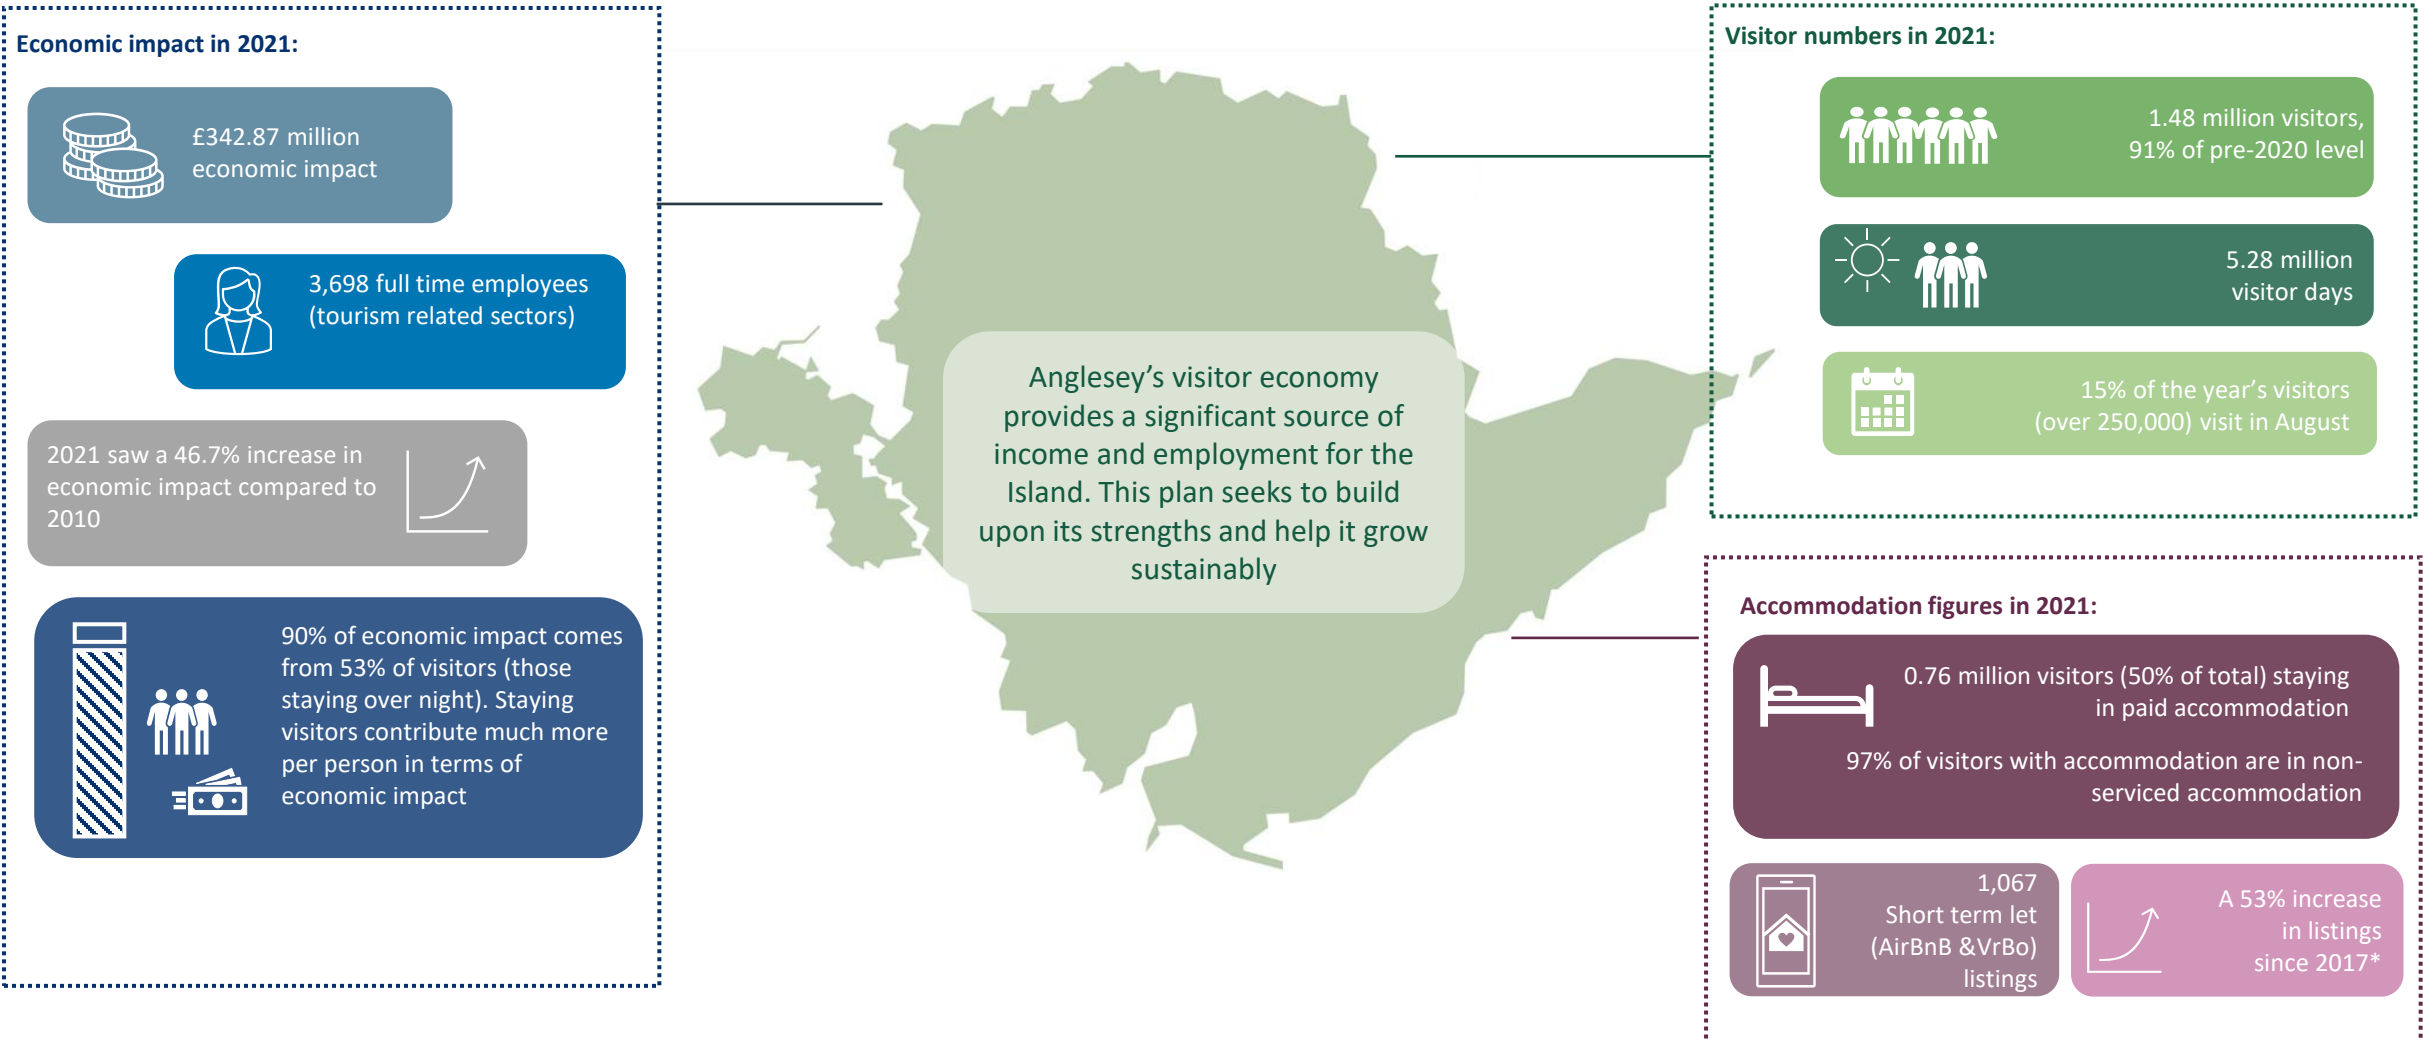 Economic impact in 2021:
£342.87 million
economic impact
3,698 full time employees
(tourism related sectors)
2021 saw a 46.7% increase in
economic impact compared to
2010
90% of economic impact comes
from 53% of visitors (those
staying over night). Staying
visitors contribute much more
per person in terms of
economic impact
Anglesey’s visitor economy
provides a significant source of
income and employment for the
Island. This plan seeks to build
upon its strengths and help it grow
sustainably
Visitor numbers in 2021:
1.48 million visitors,
91% of pre-2020 level
5.28 million
visitor days
15% of the year’s visitors
(over 250,000) visit in August
Accommodation figures in 2021:
0.76 million visitors (50% of total) staying
in paid accommodation
97% of visitors with accommodation are in non-
serviced accommodation
1,067
Short term let
(AirBnB &VrBo)
listings
A 53% increase
in listings
since 2017*